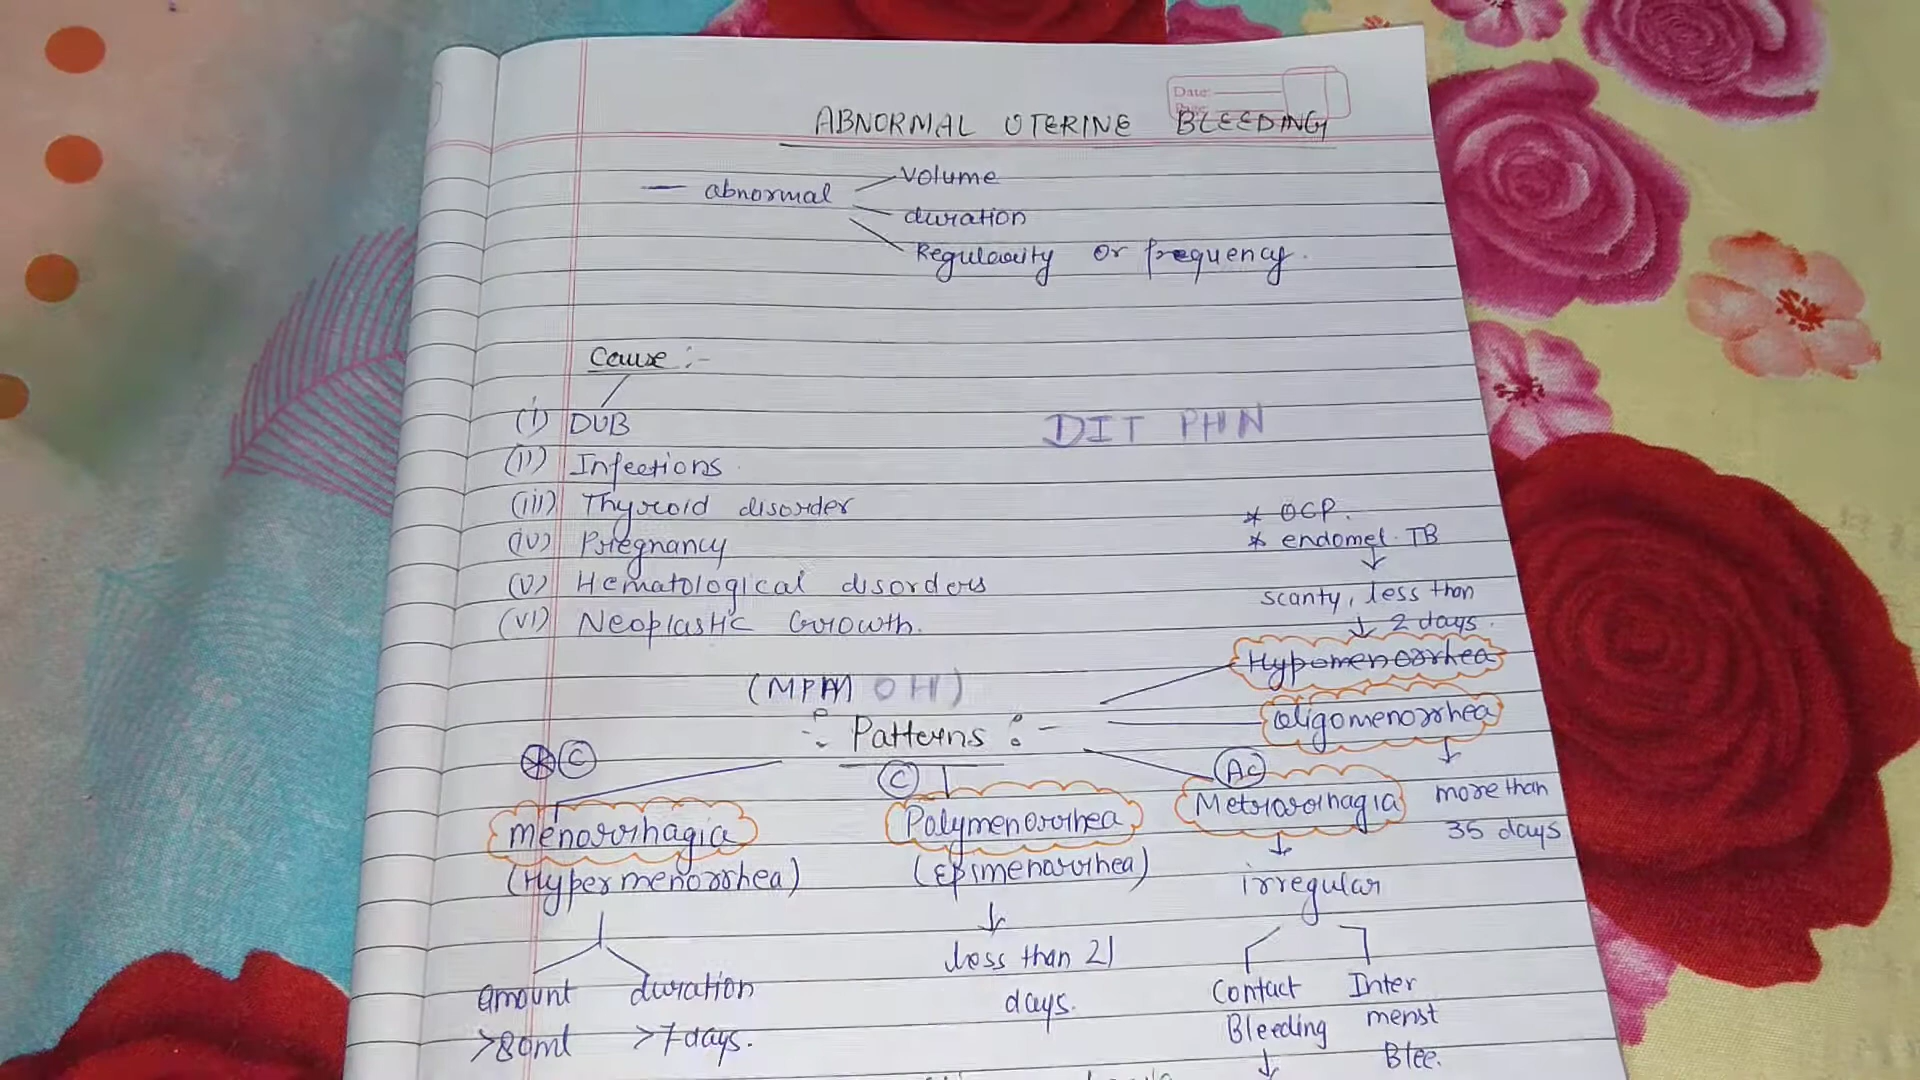 Date:
Page:
ABNORMAL UTERINE BLEEDING
— abnormal
Volume
duration
Regularity or frequency.
Cause :-
(i) DUB
(ii) Infections.
(iii) Thyroid disorder
(iv) Pregnancy
(v) Hematological disorders
(vi) Neoplastic Growth.
DIT PHN
* OCP.
* endomet. TB
scanty, less than
2 days.
Hypomenorrhea
Oligomenorrhea
more than
35 days
(MPM OH)
Patterns :-
C
Menorrhagia
(Hypermenorrhea)
amount
>80ml
duration
>7 days.
C
Polymenorrhea
(Epimenorrhea)
less than 21
days.
Ac
Metrorrhagia
irregular
Contact
Bleeding
Inter
menst
Blee.